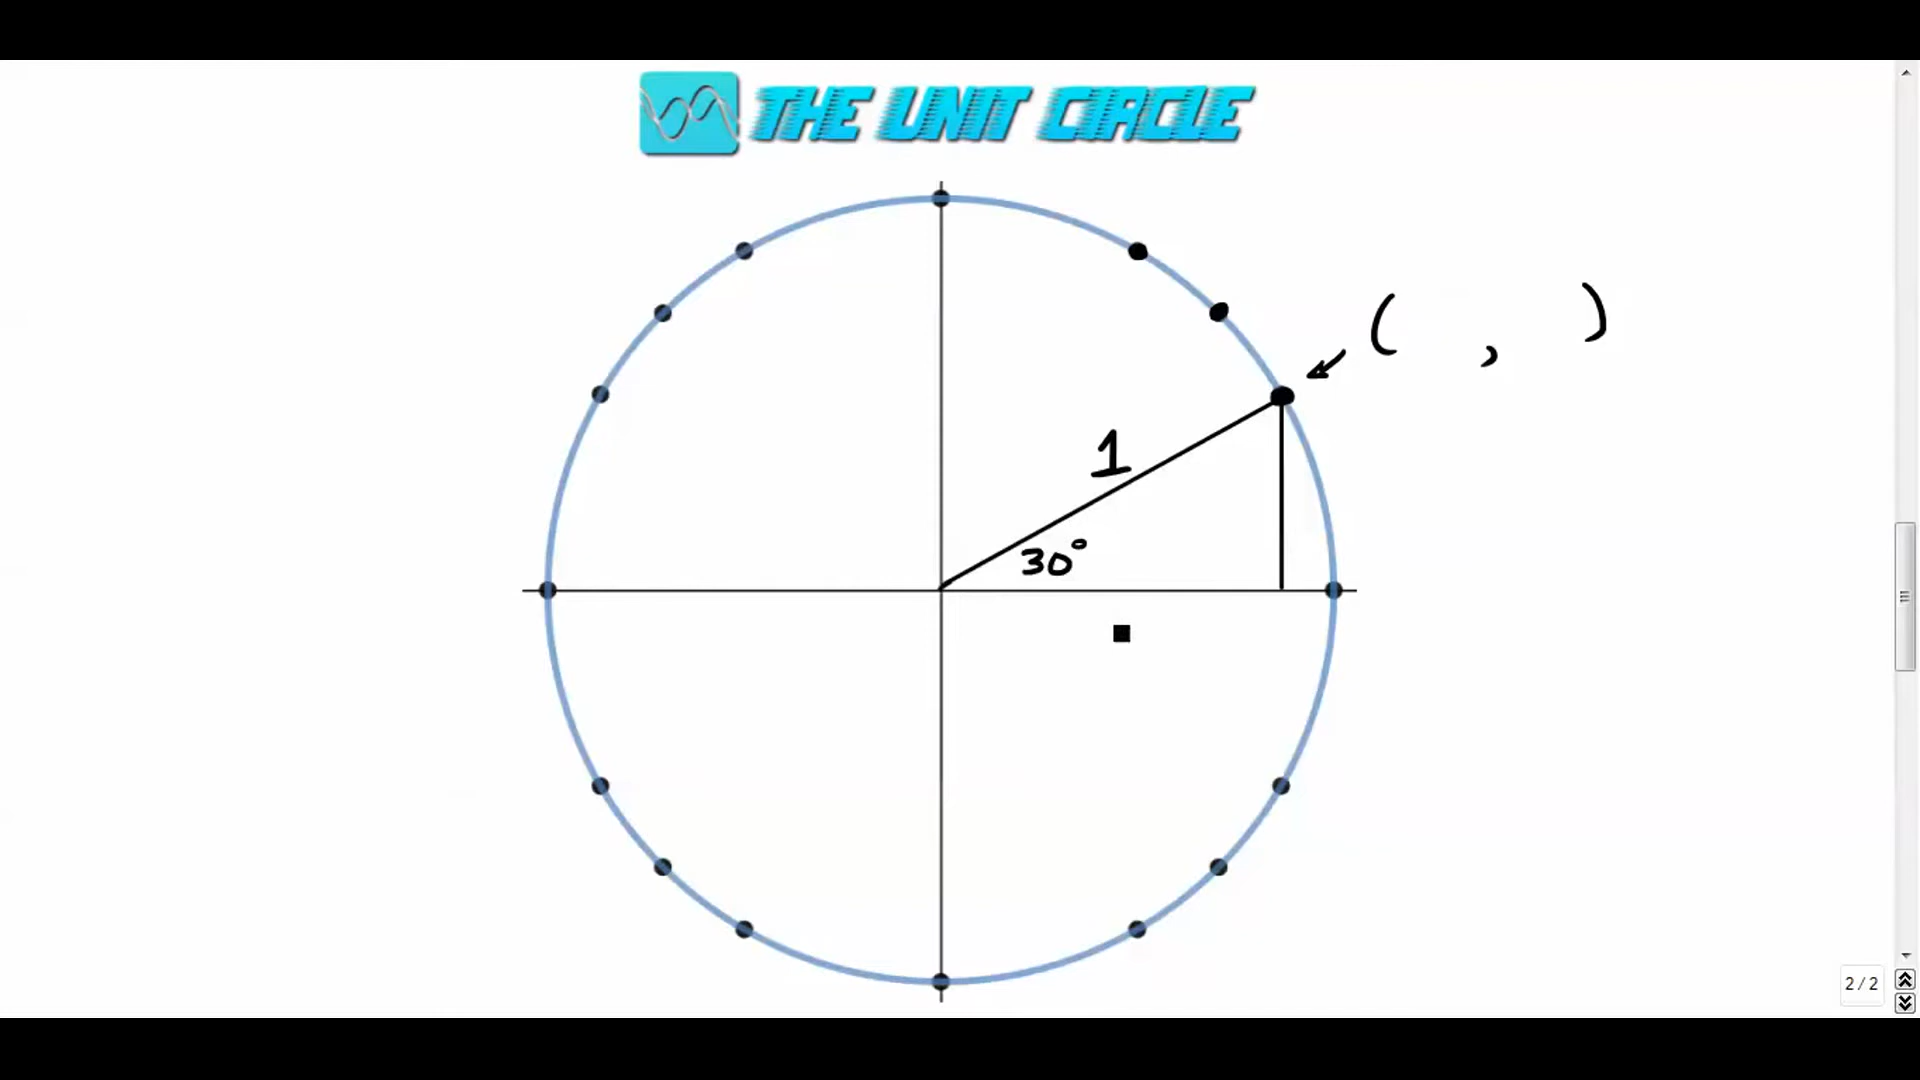 THE UNIT CIRCLE
( , )
1
30°
2 / 2